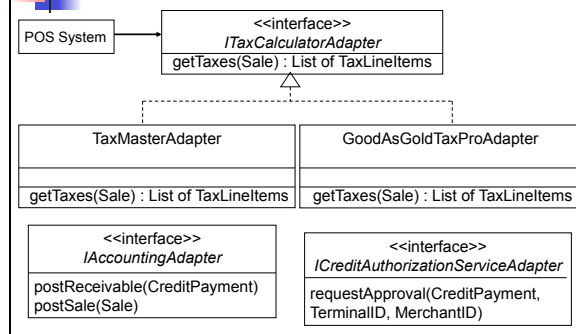 POS System
<<interface>>
ITaxCalculatorAdapter
getTaxes(Sale) : List of TaxLineItems
TaxMasterAdapter
getTaxes(Sale) : List of TaxLineItems
GoodAsGoldTaxProAdapter
getTaxes(Sale) : List of TaxLineItems
<<interface>>
IAccountingAdapter
postReceivable(CreditPayment)
postSale(Sale)
<<interface>>
ICreditAuthorizationServiceAdapter
requestApproval(CreditPayment,
TerminalID, MerchantID)